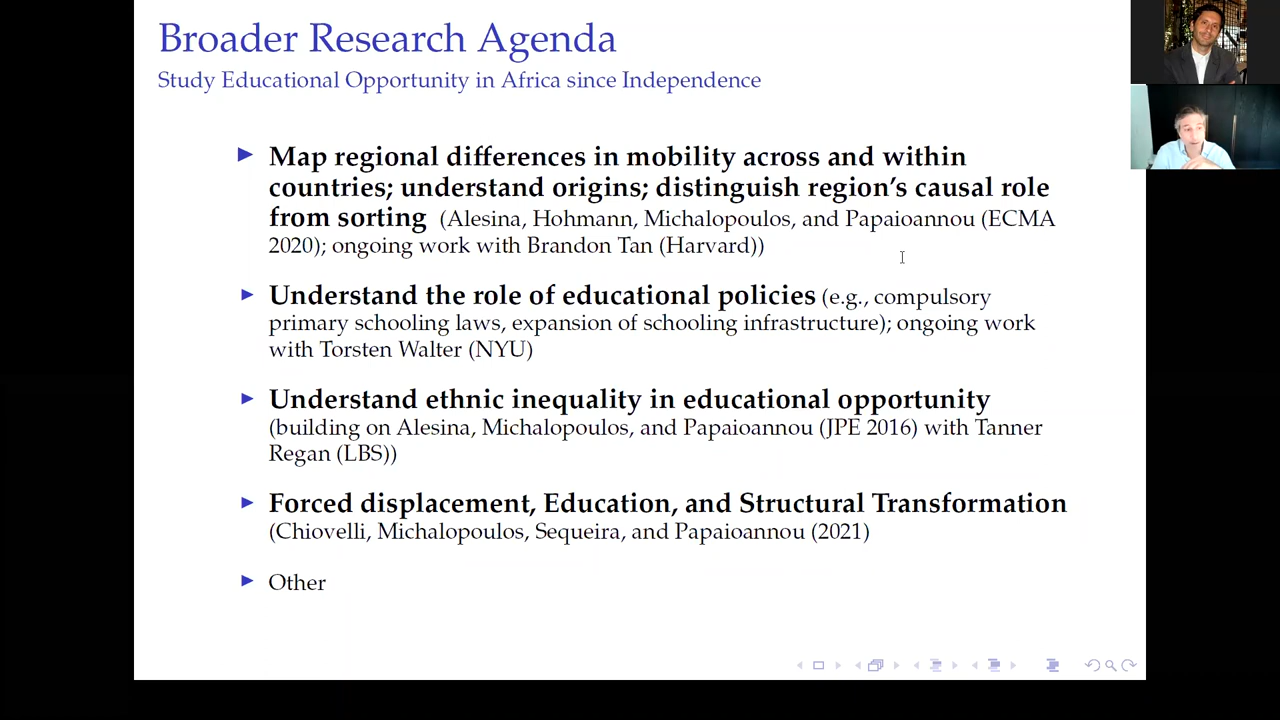 Broader Research Agenda
Study Educational Opportunity in Africa since Independence
Map regional differences in mobility across and within
countries; understand origins; distinguish region's causal role
from sorting (Alesina, Hohmann, Michalopoulos, and Papaioannou (ECMA
2020); ongoing work with Brandon Tan (Harvard))
Understand the role of educational policies (e.g., compulsory
primary schooling laws, expansion of schooling infrastructure); ongoing work
with Torsten Walter (NYU)
Understand ethnic inequality in educational opportunity
(building on Alesina, Michalopoulos, and Papaioannou (JPE 2016) with Tanner
Regan (LBS))
Forced displacement, Education, and Structural Transformation
(Chiovelli, Michalopoulos, Sequeira, and Papaioannou (2021)
Other